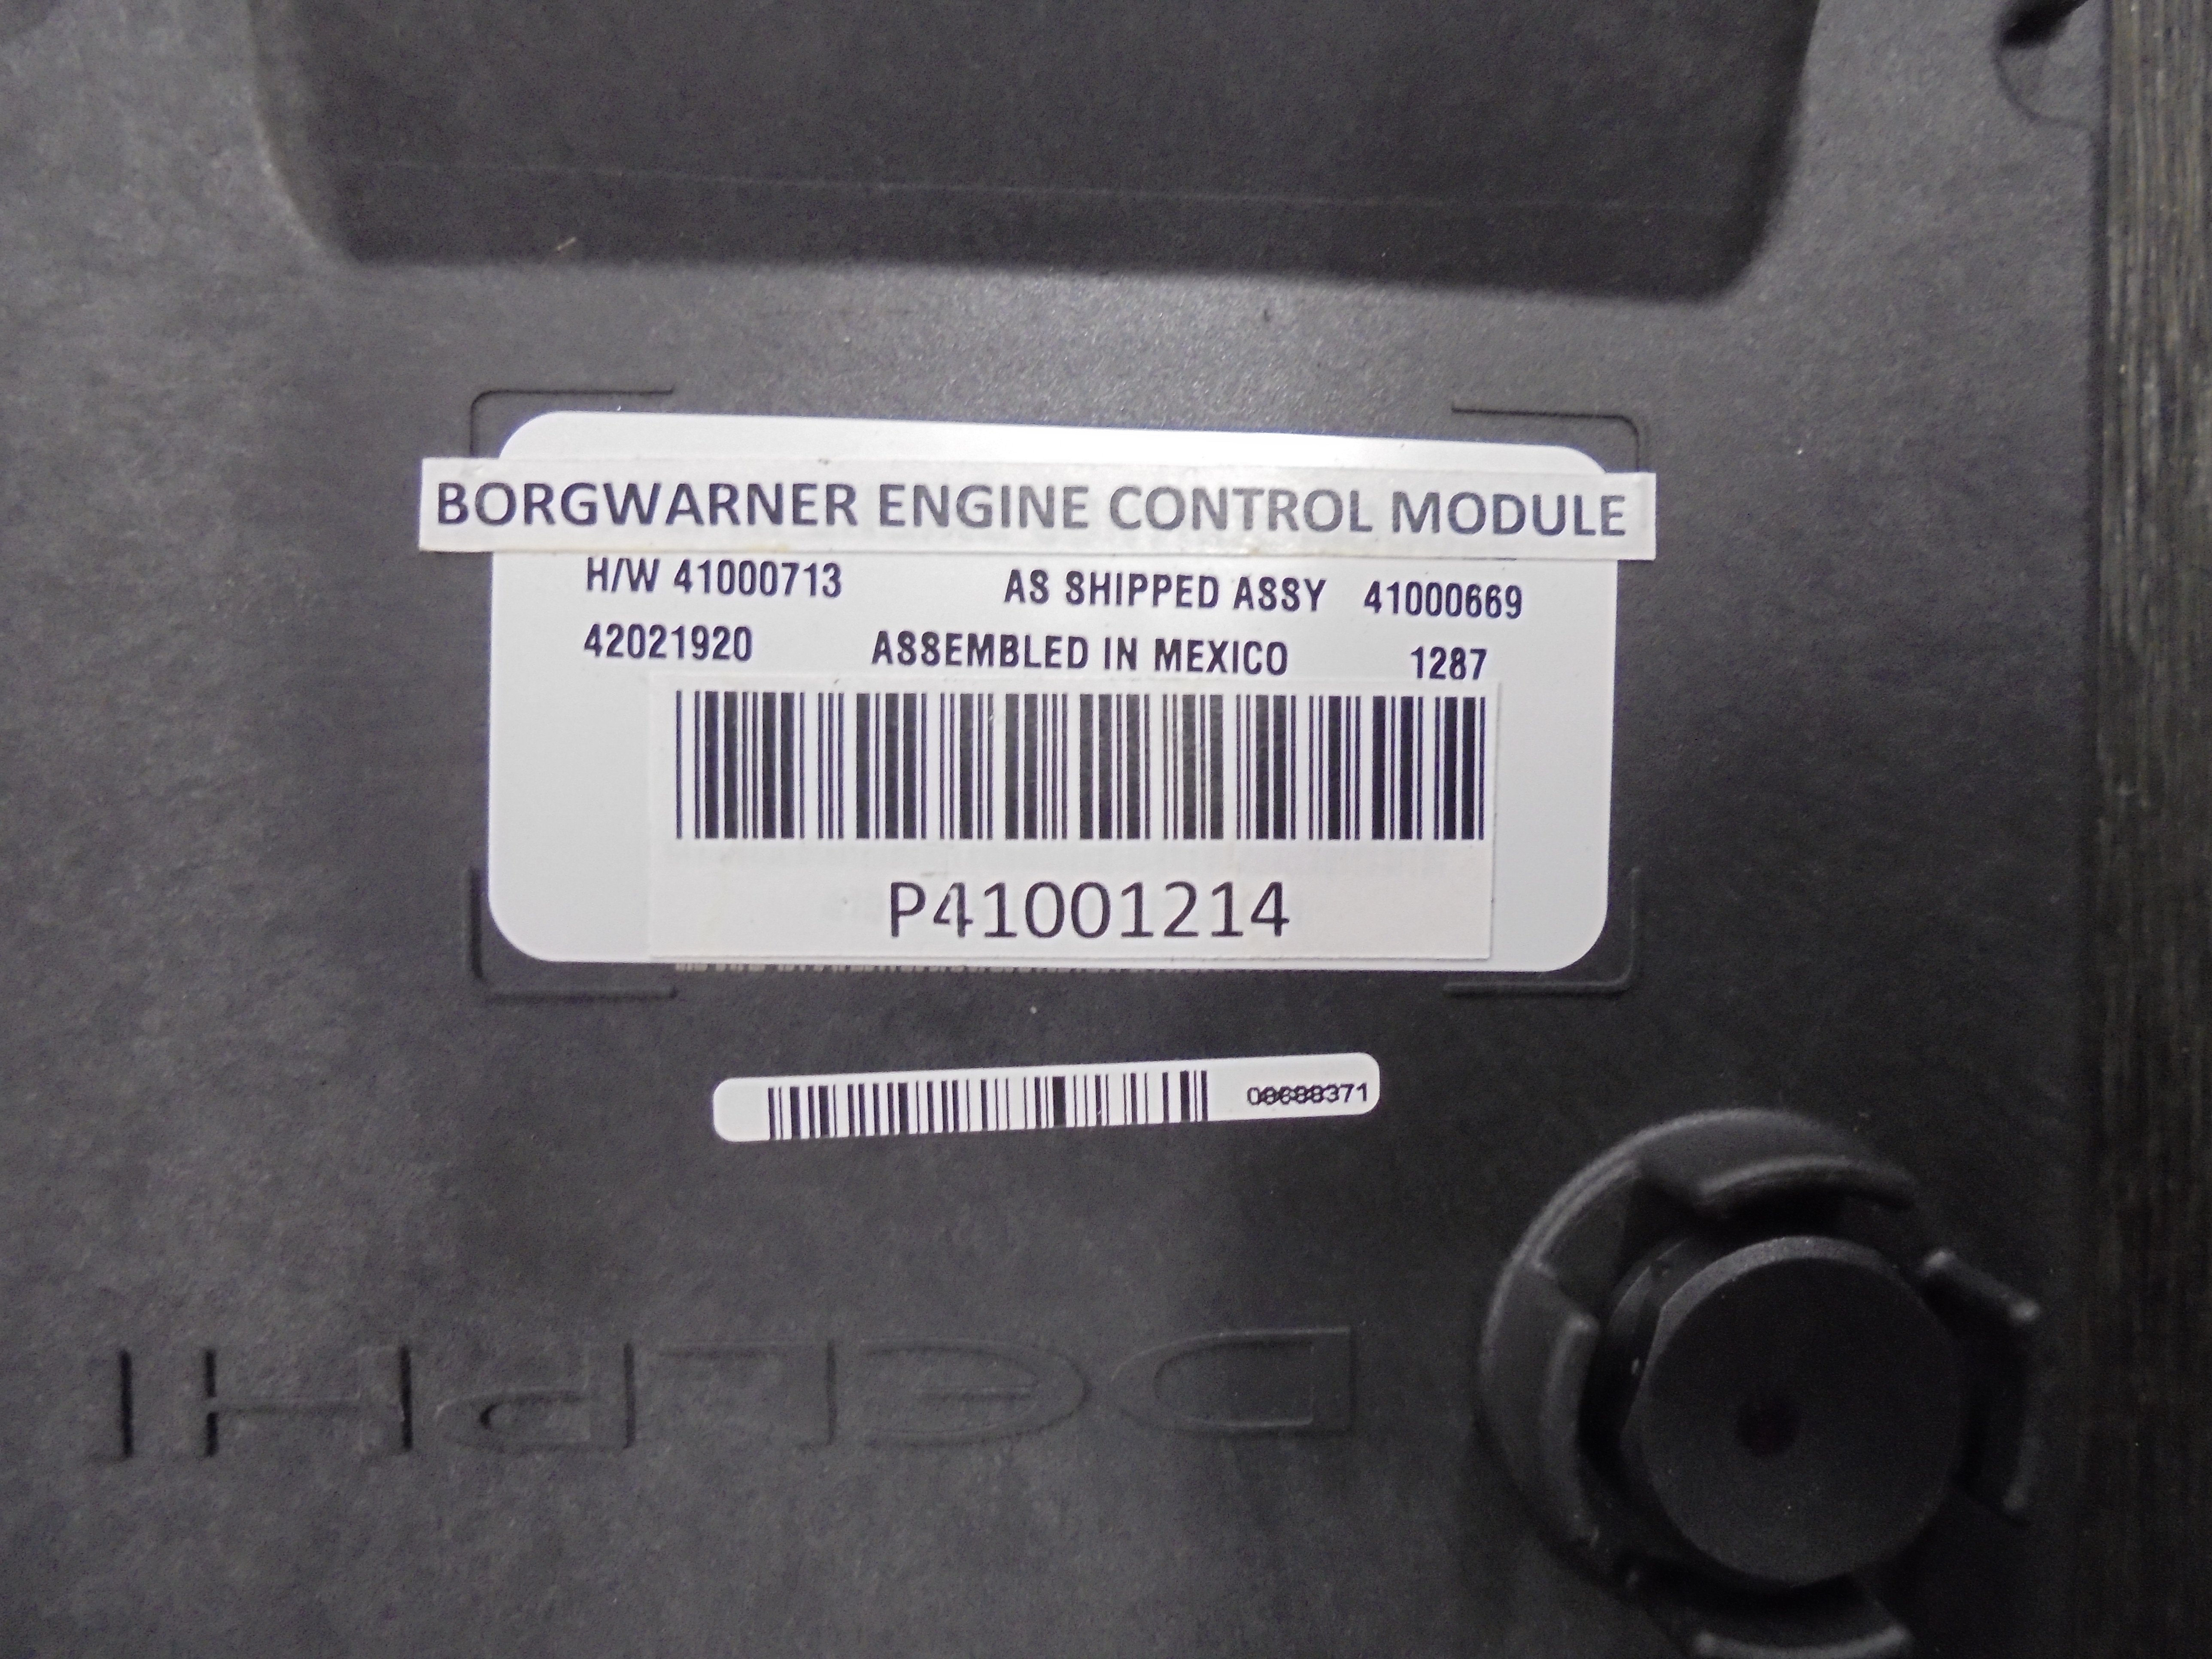 BORGWARNER ENGINE CONTROL MODULE
H/W 41000713 AS SHIPPED ASSY 41000669
42021920 ASSEMBLED IN MEXICO 1287
P41001214
08688371
DELPHI